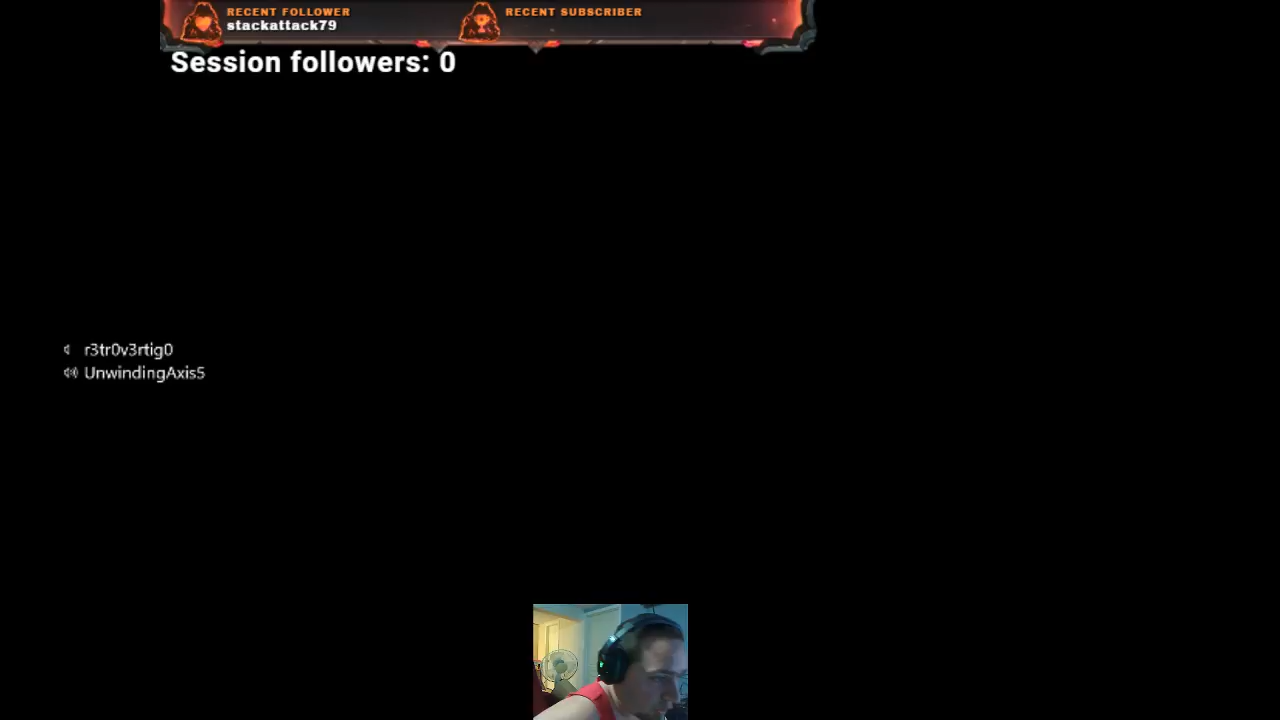 RECENT FOLLOWER
stackattack79
RECENT SUBSCRIBER
Session followers: 0
r3tr0v3rtig0
UnwindingAxis5